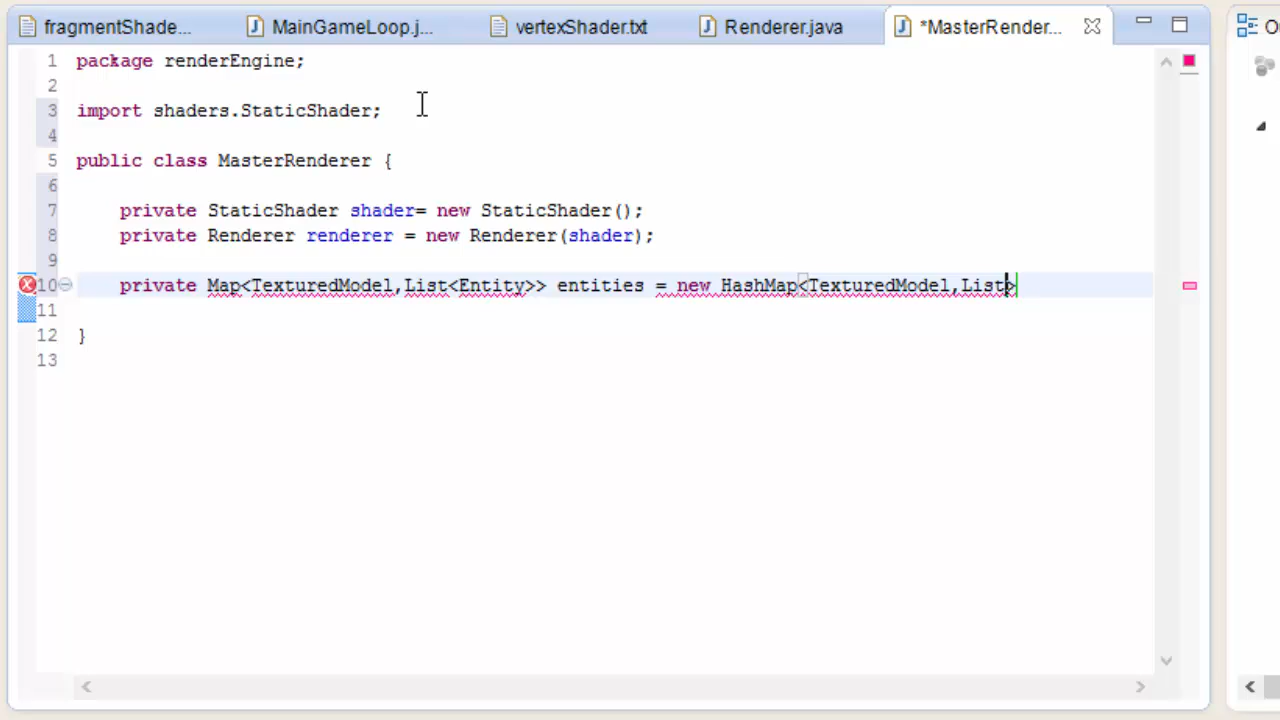 fragmentShade... MainGameLoop.j... vertexShader.txt Renderer.java *MasterRender...
1 package renderEngine;
2
3 import shaders.StaticShader;
4
5 public class MasterRenderer {
6
7 private StaticShader shader= new StaticShader();
8 private Renderer renderer = new Renderer(shader);
9
10 private Map<TexturedModel,List<Entity>> entities = new HashMap<TexturedModel,List>
11
12 }
13